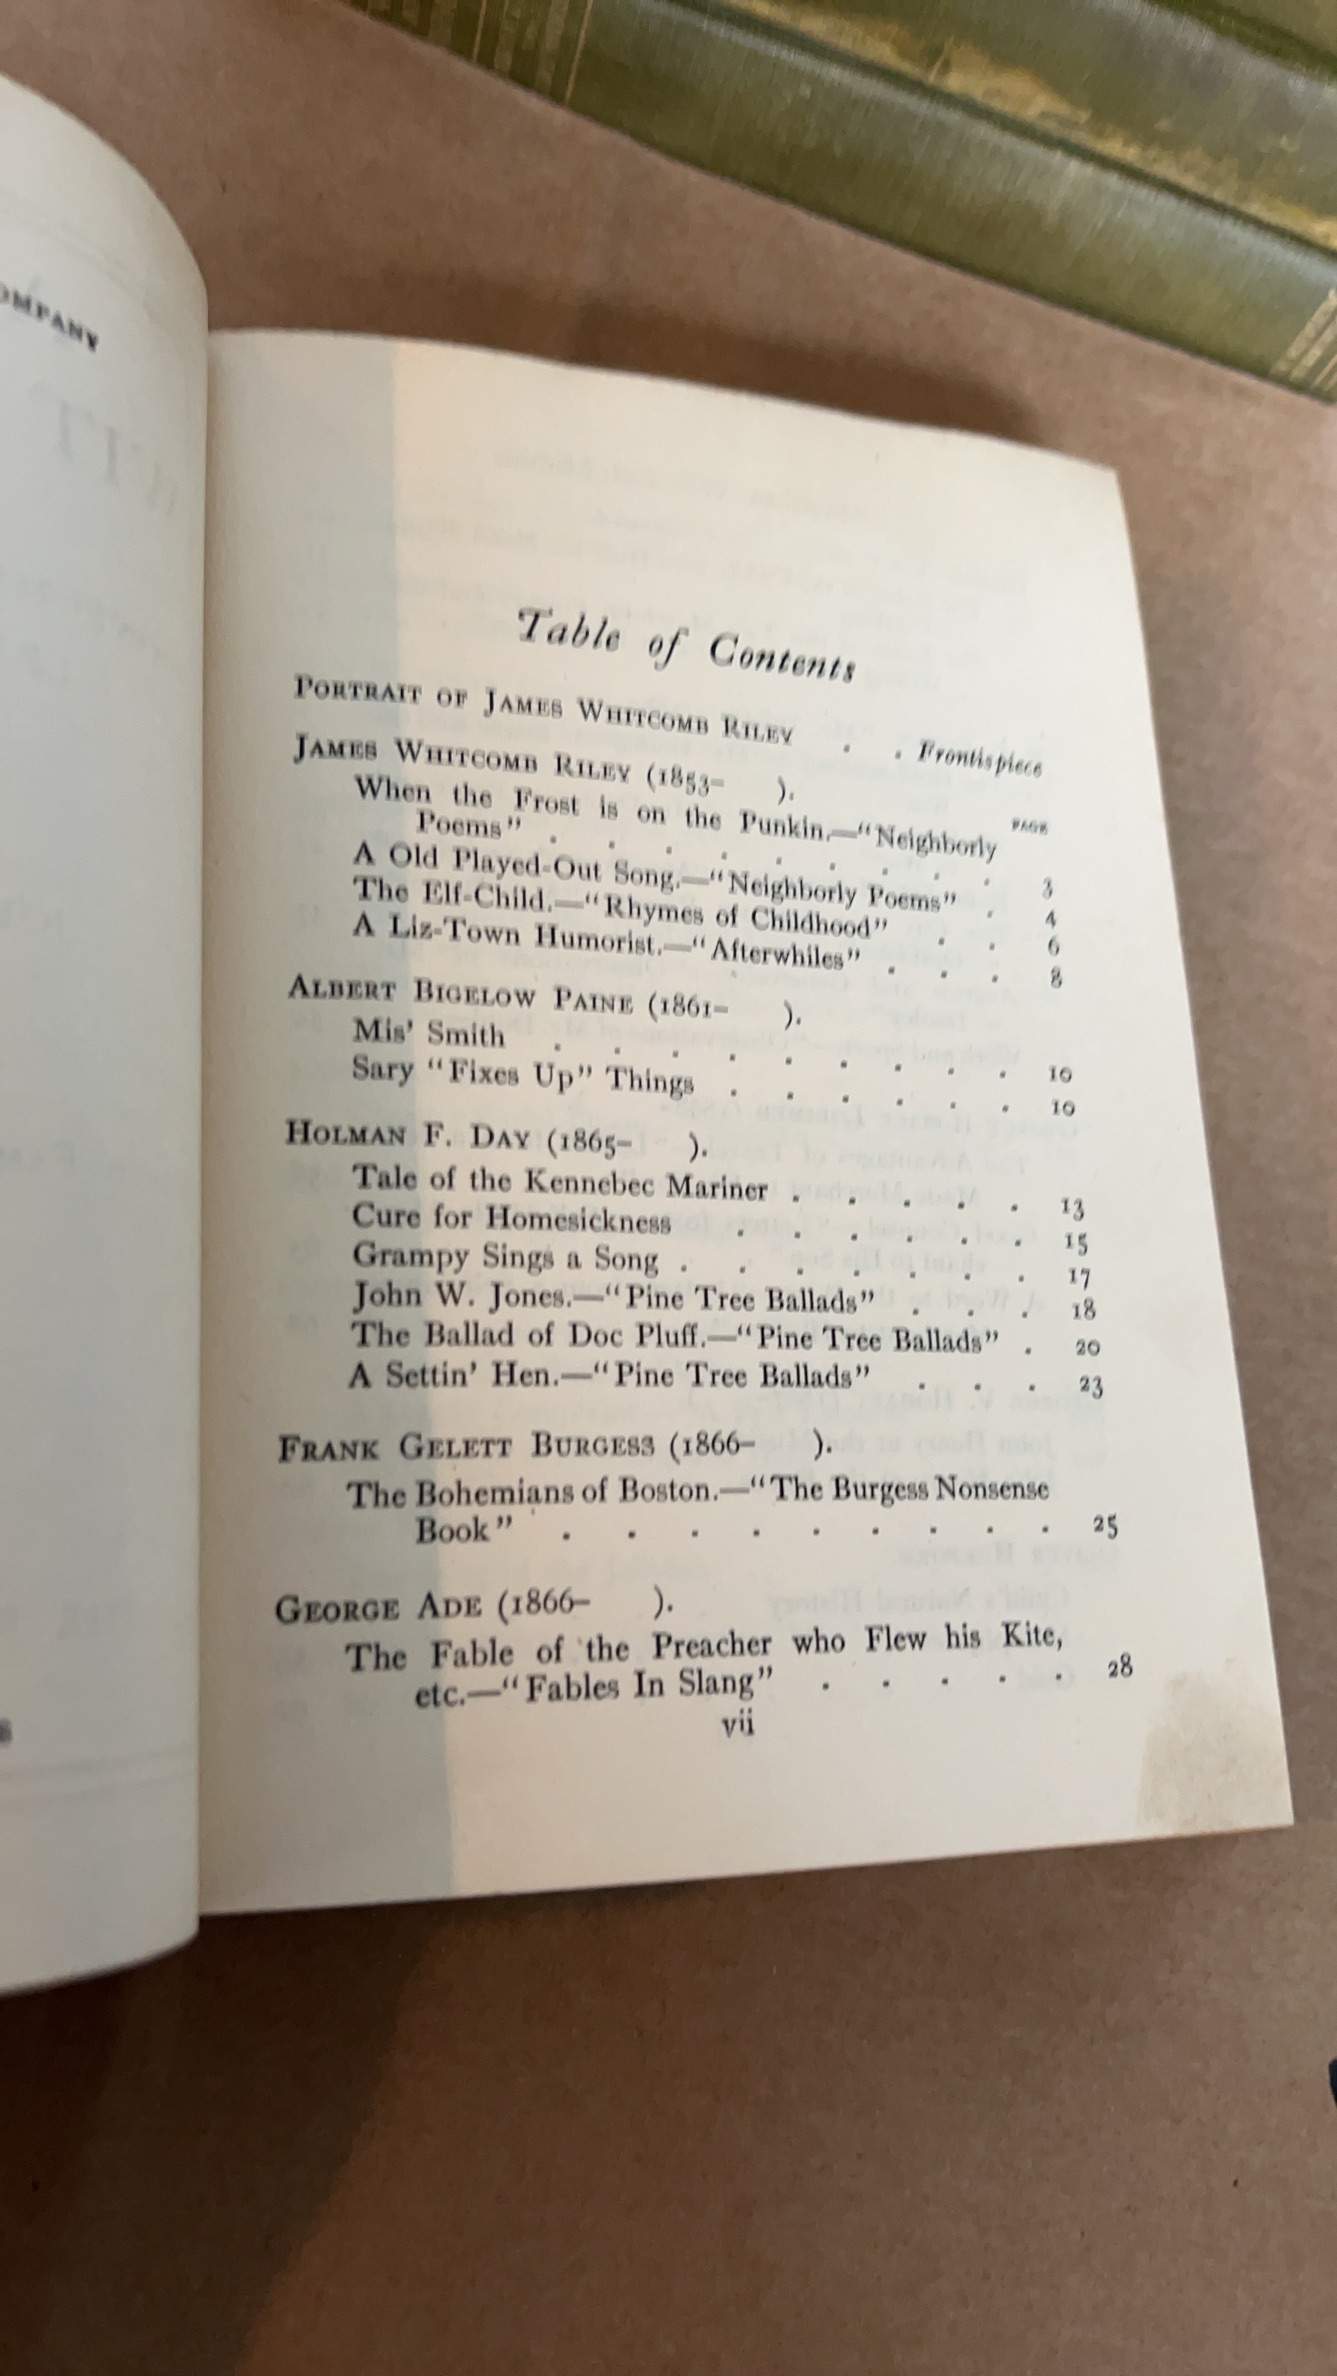 OMPANY
Table of Contents
PORTRAIT OF JAMES WHITCOMB RILEY . . Frontispiece
JAMES WHITCOMB RILEY (1853– ).
PAGE
When the Frost is on the Punkin.—"Neighborly
Poems" . . . . . . . . . 3
A Old Played-Out Song.—"Neighborly Poems" . 4
The Elf-Child.—"Rhymes of Childhood" . . 6
A Liz-Town Humorist.—"Afterwhiles" . . . 8
ALBERT BIGELOW PAINE (1861– ).
Mis' Smith . . . . . . . . . 10
Sary "Fixes Up" Things . . . . . . 10
HOLMAN F. DAY (1865– ).
Tale of the Kennebec Mariner . . . . . 13
Cure for Homesickness . . . . . . 15
Grampy Sings a Song . . . . . . . 17
John W. Jones.—"Pine Tree Ballads" . . . 18
The Ballad of Doc Pluff.—"Pine Tree Ballads" . 20
A Settin' Hen.—"Pine Tree Ballads" . . . 23
FRANK GELETT BURGESS (1866– ).
The Bohemians of Boston.—"The Burgess Nonsense
Book" . . . . . . . . . 25
GEORGE ADE (1866– ).
The Fable of the Preacher who Flew his Kite,
etc.—"Fables In Slang" . . . . . 28
vii